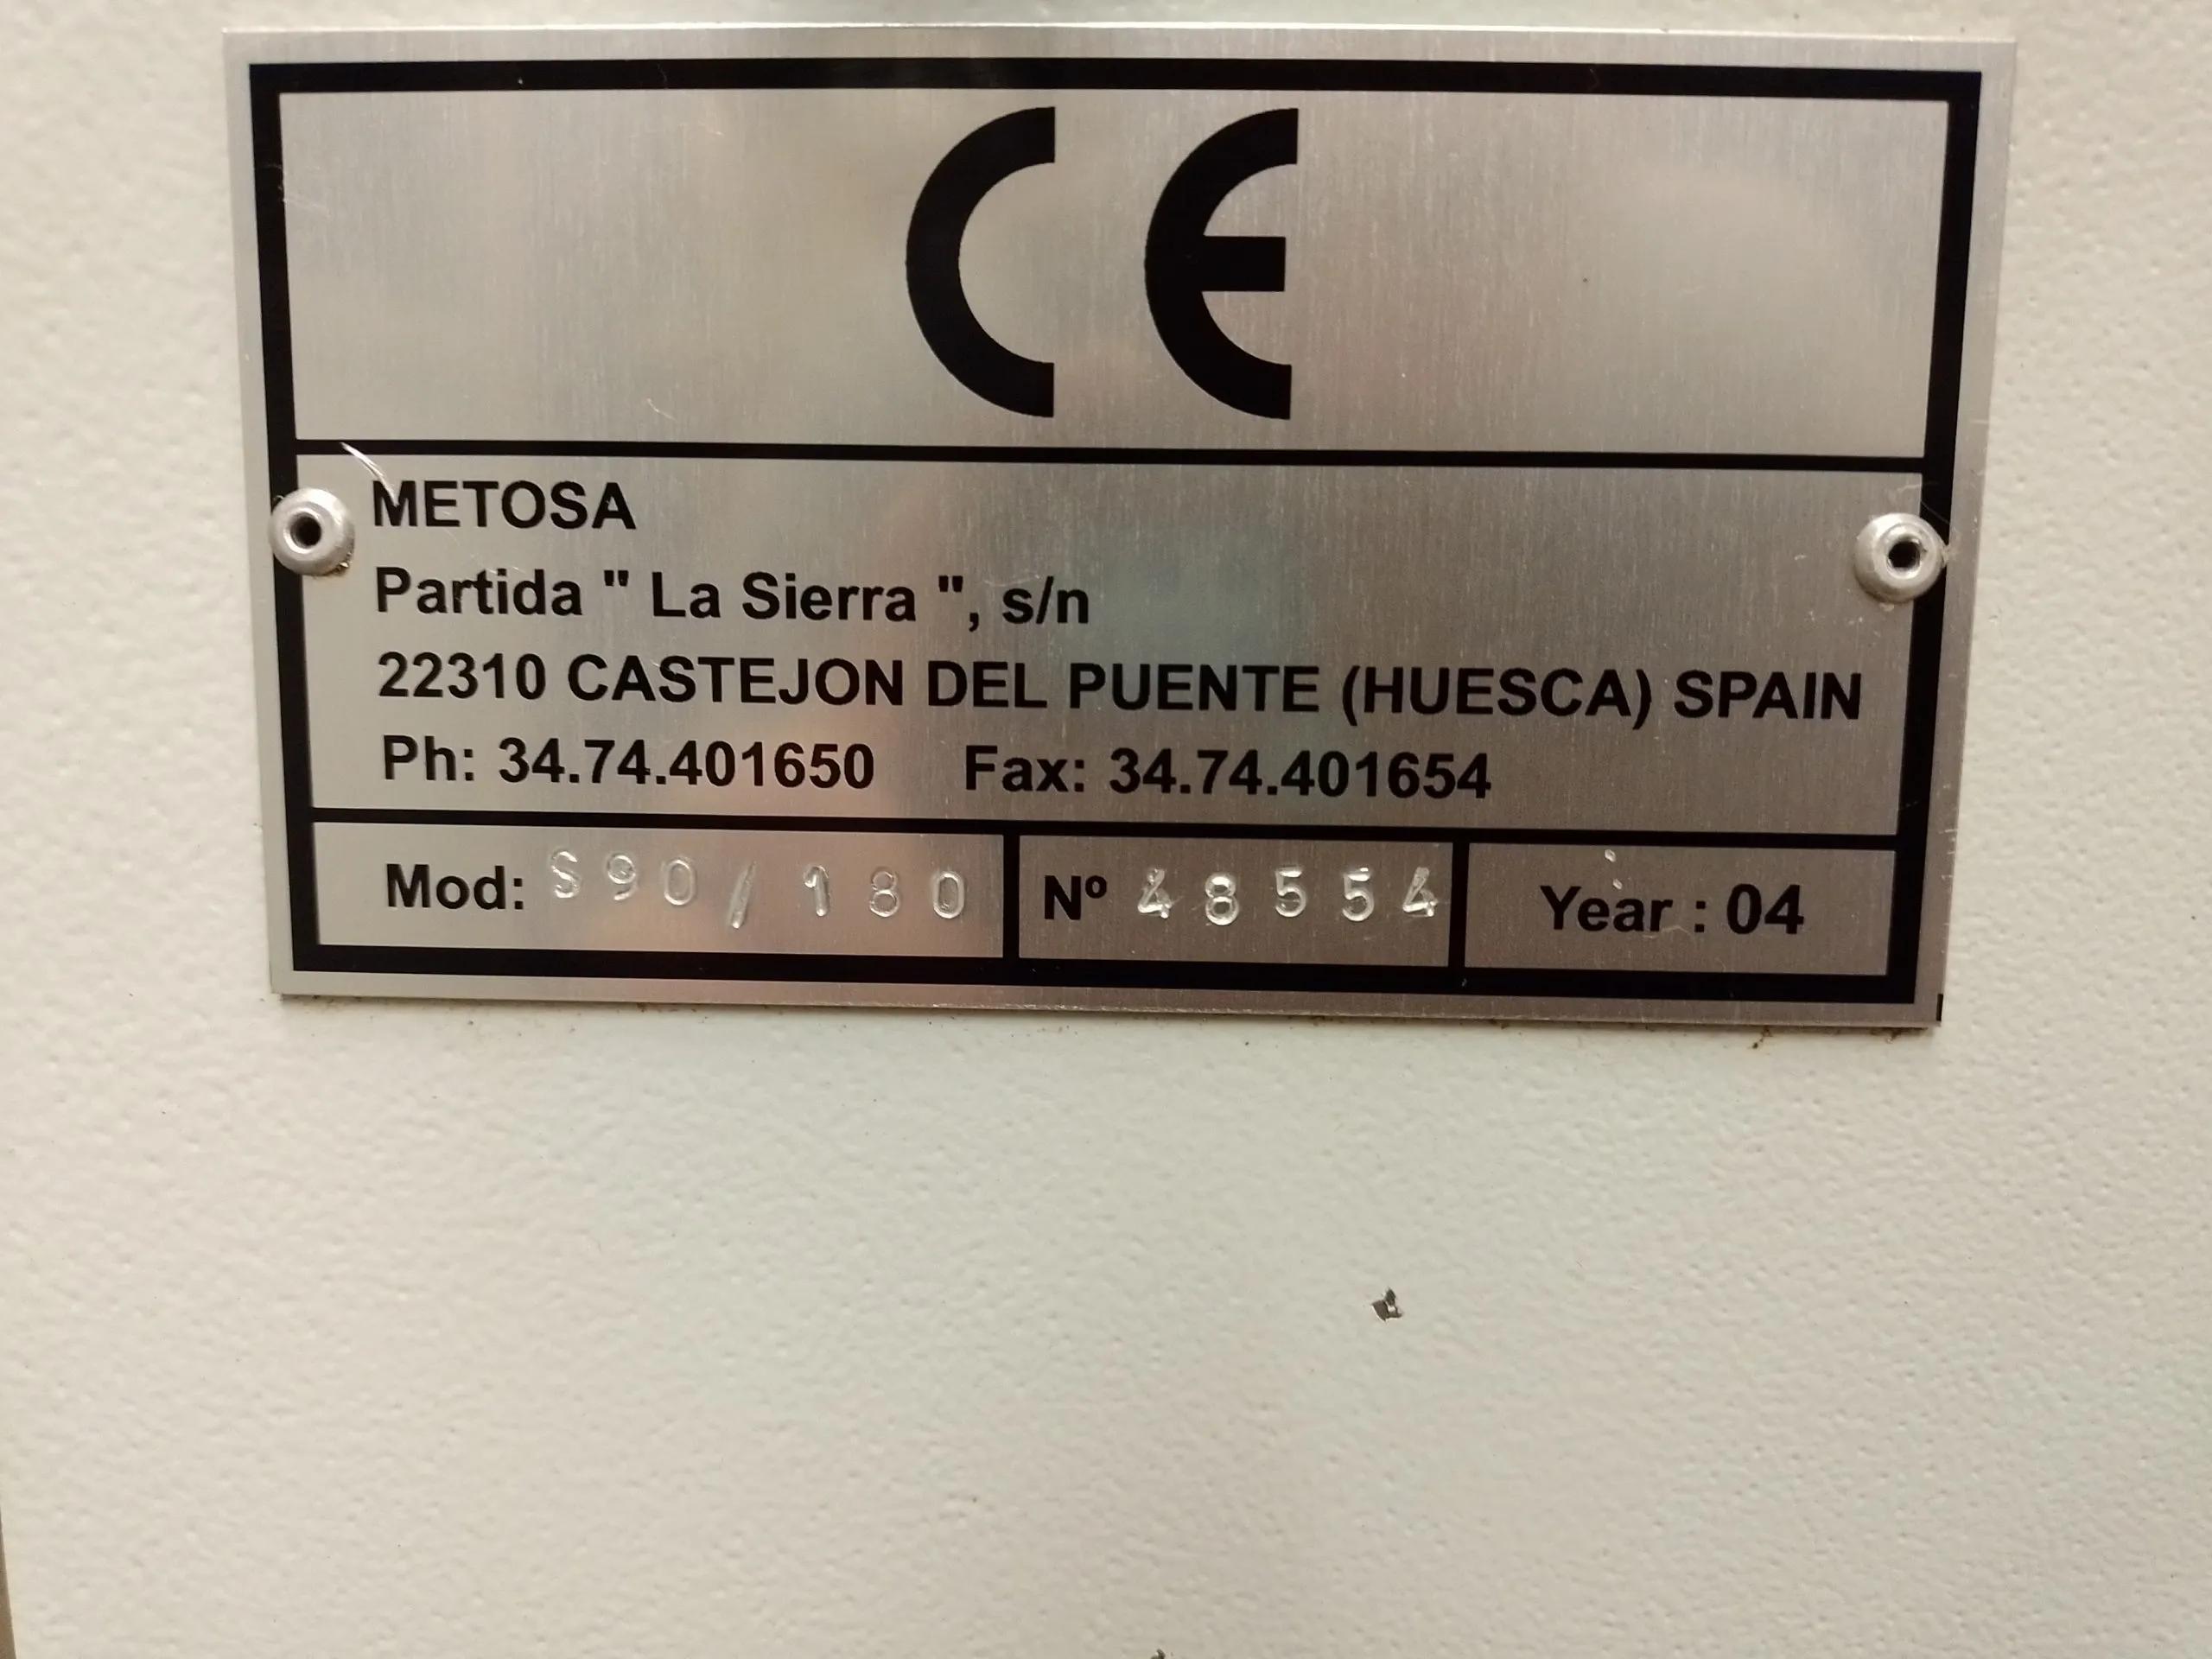 CE
METOSA
Partida " La Sierra ", s/n
22310 CASTEJON DEL PUENTE (HUESCA) SPAIN
Ph: 34.74.401650 Fax: 34.74.401654
Mod: S90/180 Nº 48554 Year : 04